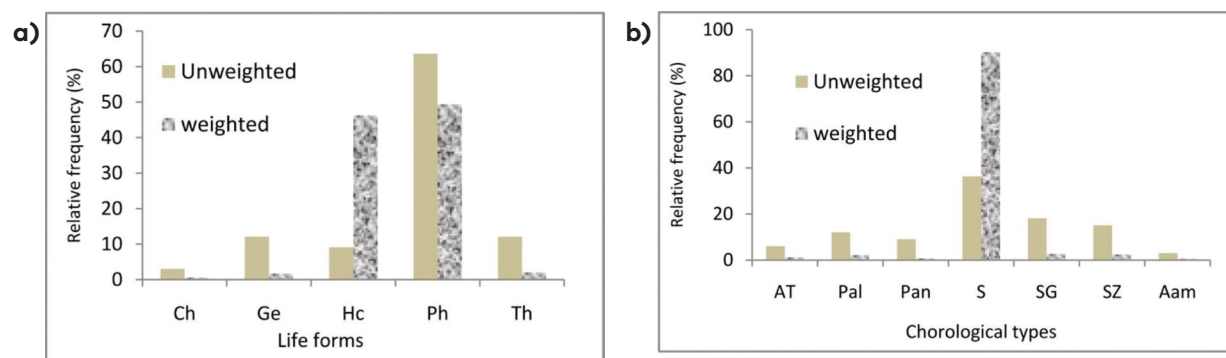 a)
Relative frequency (%)
70
60
50
40
30
20
10
0
Unweighted
weighted
Ch Ge Hc Ph Th
Life forms
b)
Relative frequency (%)
100
80
60
40
20
0
Unweighted
weighted
AT Pal Pan S SG SZ Aam
Chorological types